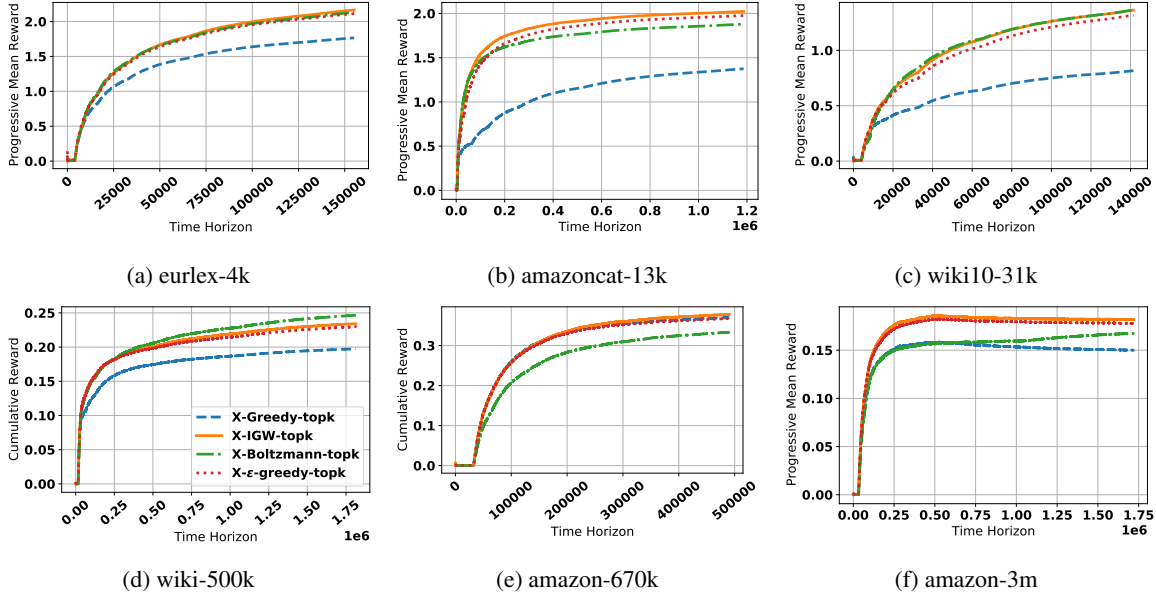 Progressive Mean Reward
2.0
1.5
1.0
0.5
0.0
0 25000 50000 75000 100000 125000 150000
Time Horizon
(a) eurlex-4k
Progressive Mean Reward
2.0
1.5
1.0
0.5
0.0
0.0 0.2 0.4 0.6 0.8 1.0 1.2
1e6
Time Horizon
(b) amazoncat-13k
Progressive Mean Reward
1.0
0.5
0.0
0 20000 40000 60000 80000 100000 120000 140000
Time Horizon
(c) wiki10-31k
Cumulative Reward
0.25
0.20
0.15
0.10
0.05
0.00
X-Greedy-topk
X-IGW-topk
X-Boltzmann-topk
X-ε-greedy-topk
0.00 0.25 0.50 0.75 1.00 1.25 1.50 1.75
1e6
Time Horizon
(d) wiki-500k
Cumulative Reward
0.3
0.2
0.1
0.0
0 100000 200000 300000 400000 500000
Time Horizon
(e) amazon-670k
Progressive Mean Reward
0.15
0.10
0.05
0.00
0.00 0.25 0.50 0.75 1.00 1.25 1.50 1.75
Time Horizon
1e6
(f) amazon-3m